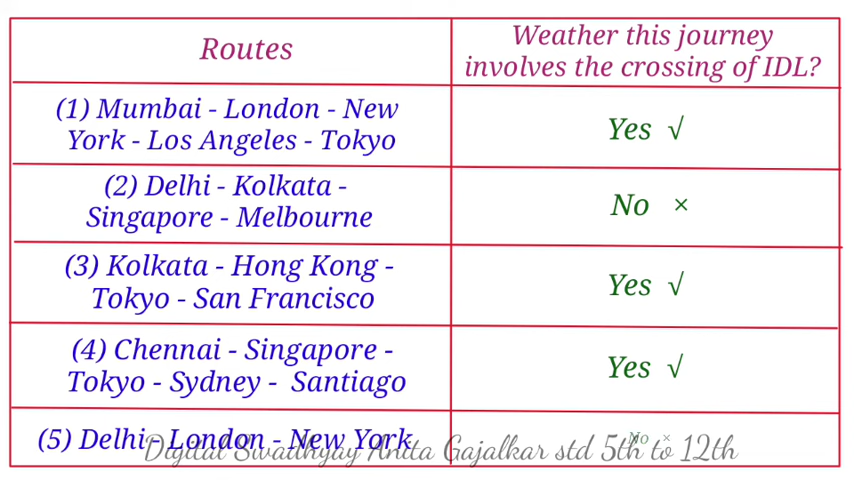 Routes
Weather this journey
involves the crossing of IDL?
(1) Mumbai - London - New
York - Los Angeles - Tokyo
Yes √
(2) Delhi - Kolkata -
Singapore - Melbourne
No ×
(3) Kolkata - Hong Kong -
Tokyo - San Francisco
Yes √
(4) Chennai - Singapore -
Tokyo - Sydney - Santiago
Yes √
(5) Delhi - London - New York
No ×
Digital Swadhyay Anita Gajalkar std 5th to 12th